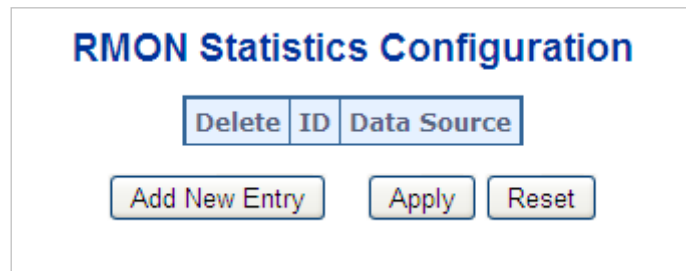 RMON Statistics Configuration
Delete ID Data Source
Add New Entry Apply Reset